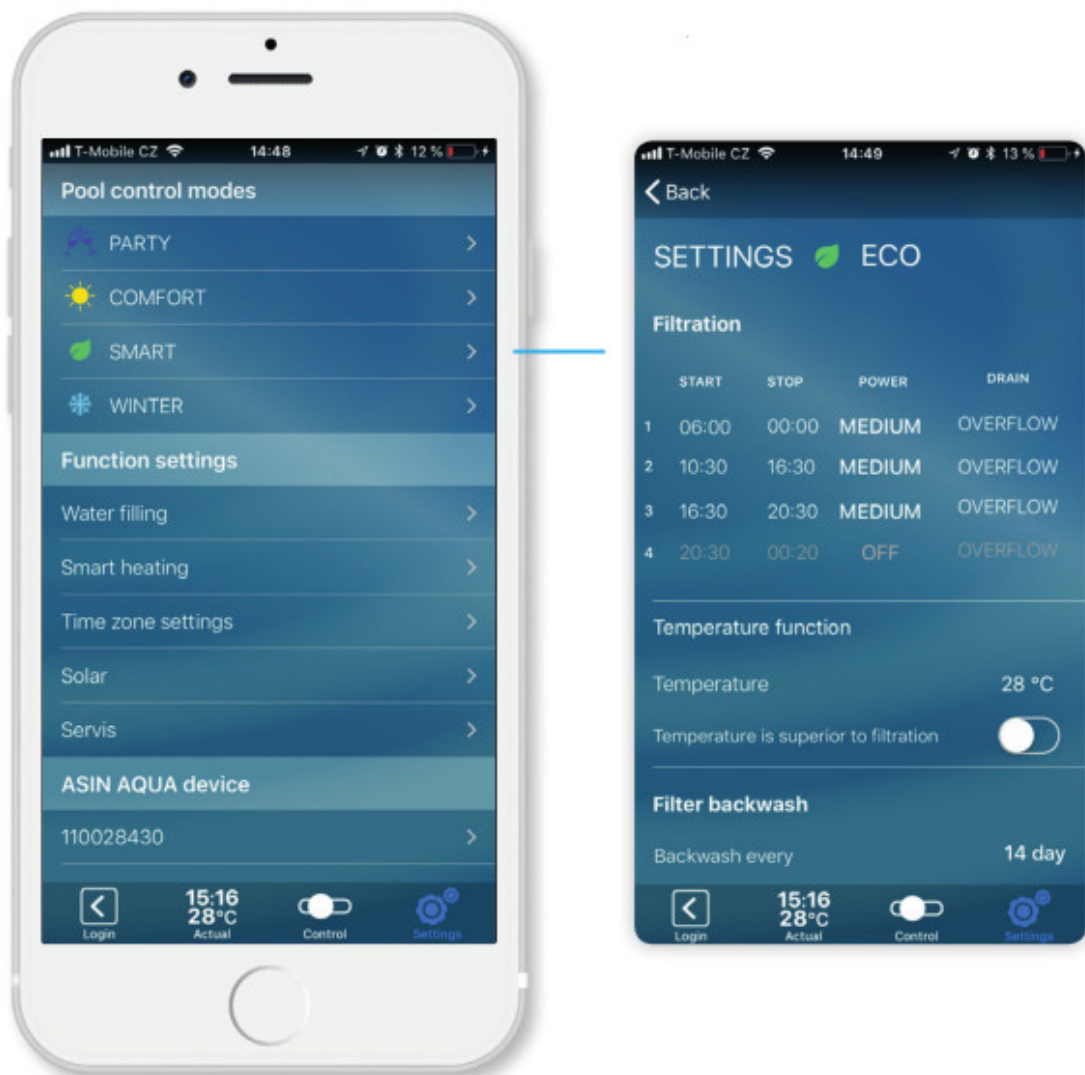 T-Mobile CZ 14:48 12 %
Pool control modes
PARTY
COMFORT
SMART
WINTER
Function settings
Water filling
Smart heating
Time zone settings
Solar
Servis
ASIN AQUA device
110028430
15:16
28°C
Login Actual Control Settings
T-Mobile CZ 14:49 13 %
Back
SETTINGS ECO
Filtration
START STOP POWER DRAIN
1 06:00 00:00 MEDIUM OVERFLOW
2 10:30 16:30 MEDIUM OVERFLOW
3 16:30 20:30 MEDIUM OVERFLOW
4 20:30 00:20 OFF OVERFLOW
Temperature function
Temperature 28 °C
Temperature is superior to filtration
Filter backwash
Backwash every 14 day
15:16
28°C
Login Actual Control Settings